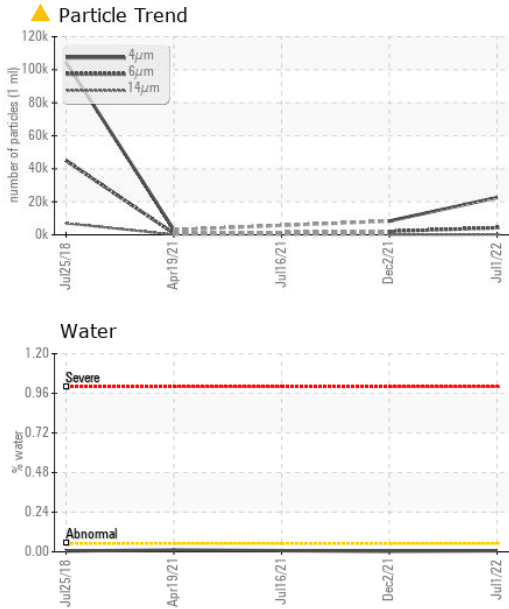 Particle Trend
120k
100k
80k
60k
40k
20k
0k
number of particles (1 ml)
4µm
6µm
14µm
Jul25/18
Apr19/21
Jul16/21
Dec2/21
Jul1/22
Water
1.20
0.96
0.72
0.48
0.24
0.00
% water
Severe
Abnormal
Jul25/18
Apr19/21
Jul16/21
Dec2/21
Jul1/22